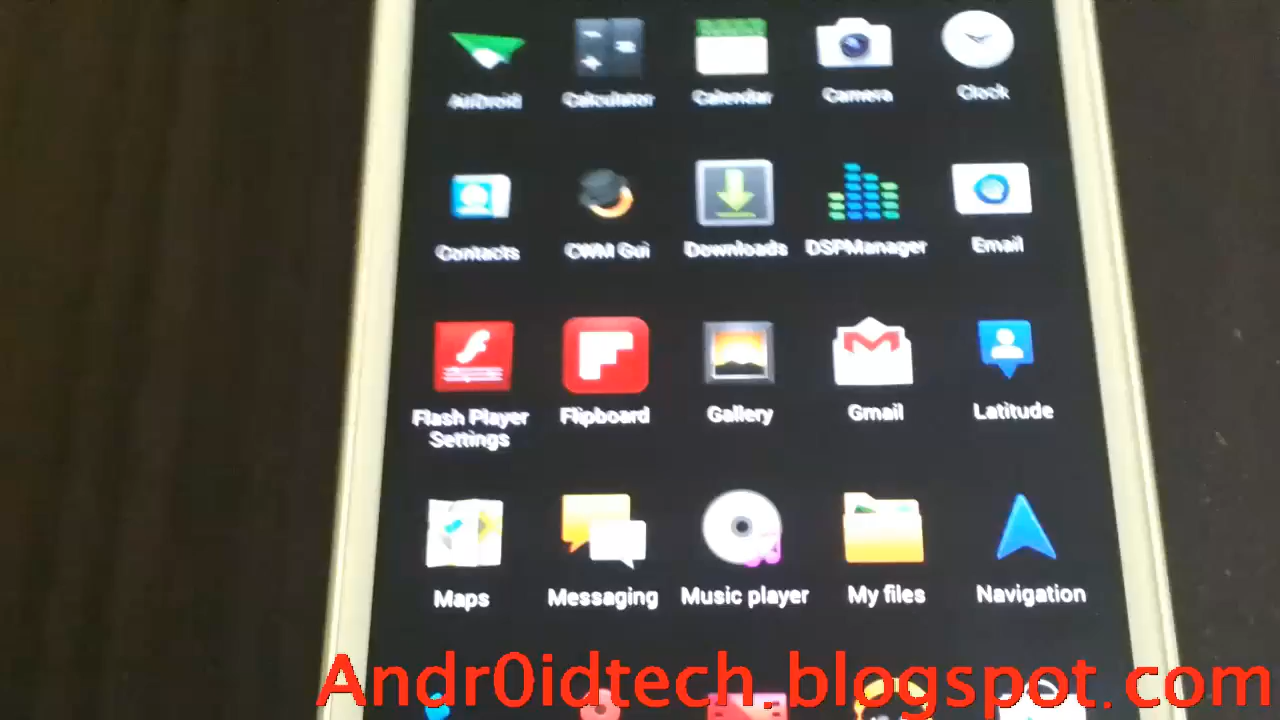 AirDroid Calculator Calendar Camera Clock
Contacts CWM Gui Downloads DSPManager Email
Flash Player Settings Flipboard Gallery Gmail Latitude
Maps Messaging Music player My files Navigation
Andr0idtech.blogspot.com